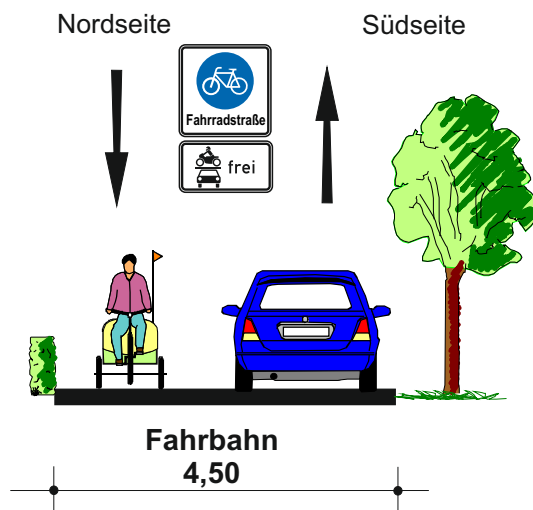 Nordseite
Südseite
Fahrradstraße
frei
Fahrbahn
4,50